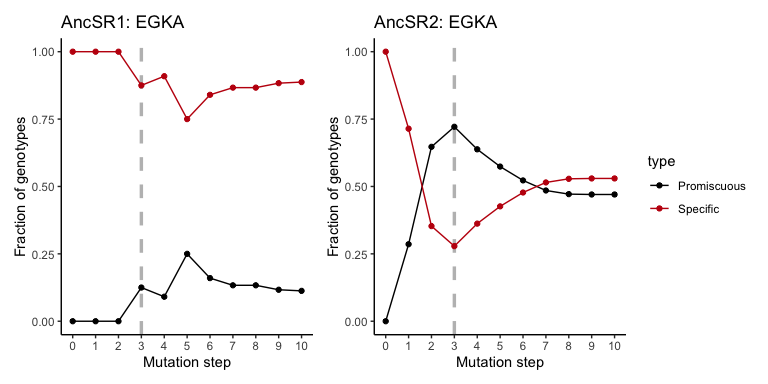 AncSR1: EGKA
Fraction of genotypes
1.00
0.75
0.50
0.25
0.00
0 1 2 3 4 5 6 7 8 9 10
Mutation step
AncSR2: EGKA
Fraction of genotypes
1.00
0.75
0.50
0.25
0.00
0 1 2 3 4 5 6 7 8 9 10
Mutation step
type
Promiscuous
Specific